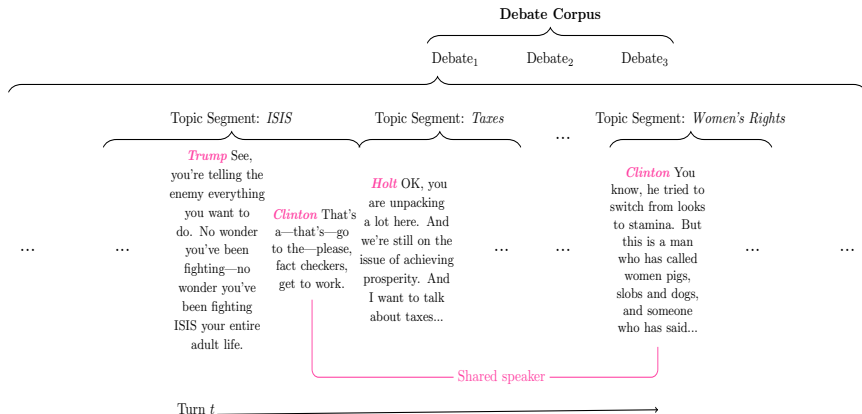 Debate Corpus
Debate1 Debate2 Debate3
Topic Segment: ISIS
Topic Segment: Taxes
...
Topic Segment: Women's Rights
...
...
Trump See,
you're telling the
enemy everything
you want to
do. No wonder
you've been
fighting—no
wonder you've
been fighting
ISIS your entire
adult life.
Clinton That's
a—that's—go
to the—please,
fact checkers,
get to work.
Holt OK, you
are unpacking
a lot here. And
we're still on the
issue of achieving
prosperity. And
I want to talk
about taxes...
...
...
Clinton You
know, he tried to
switch from looks
to stamina. But
this is a man
who has called
women pigs,
slobs and dogs,
and someone
who has said...
...
...
Shared speaker
Turn t